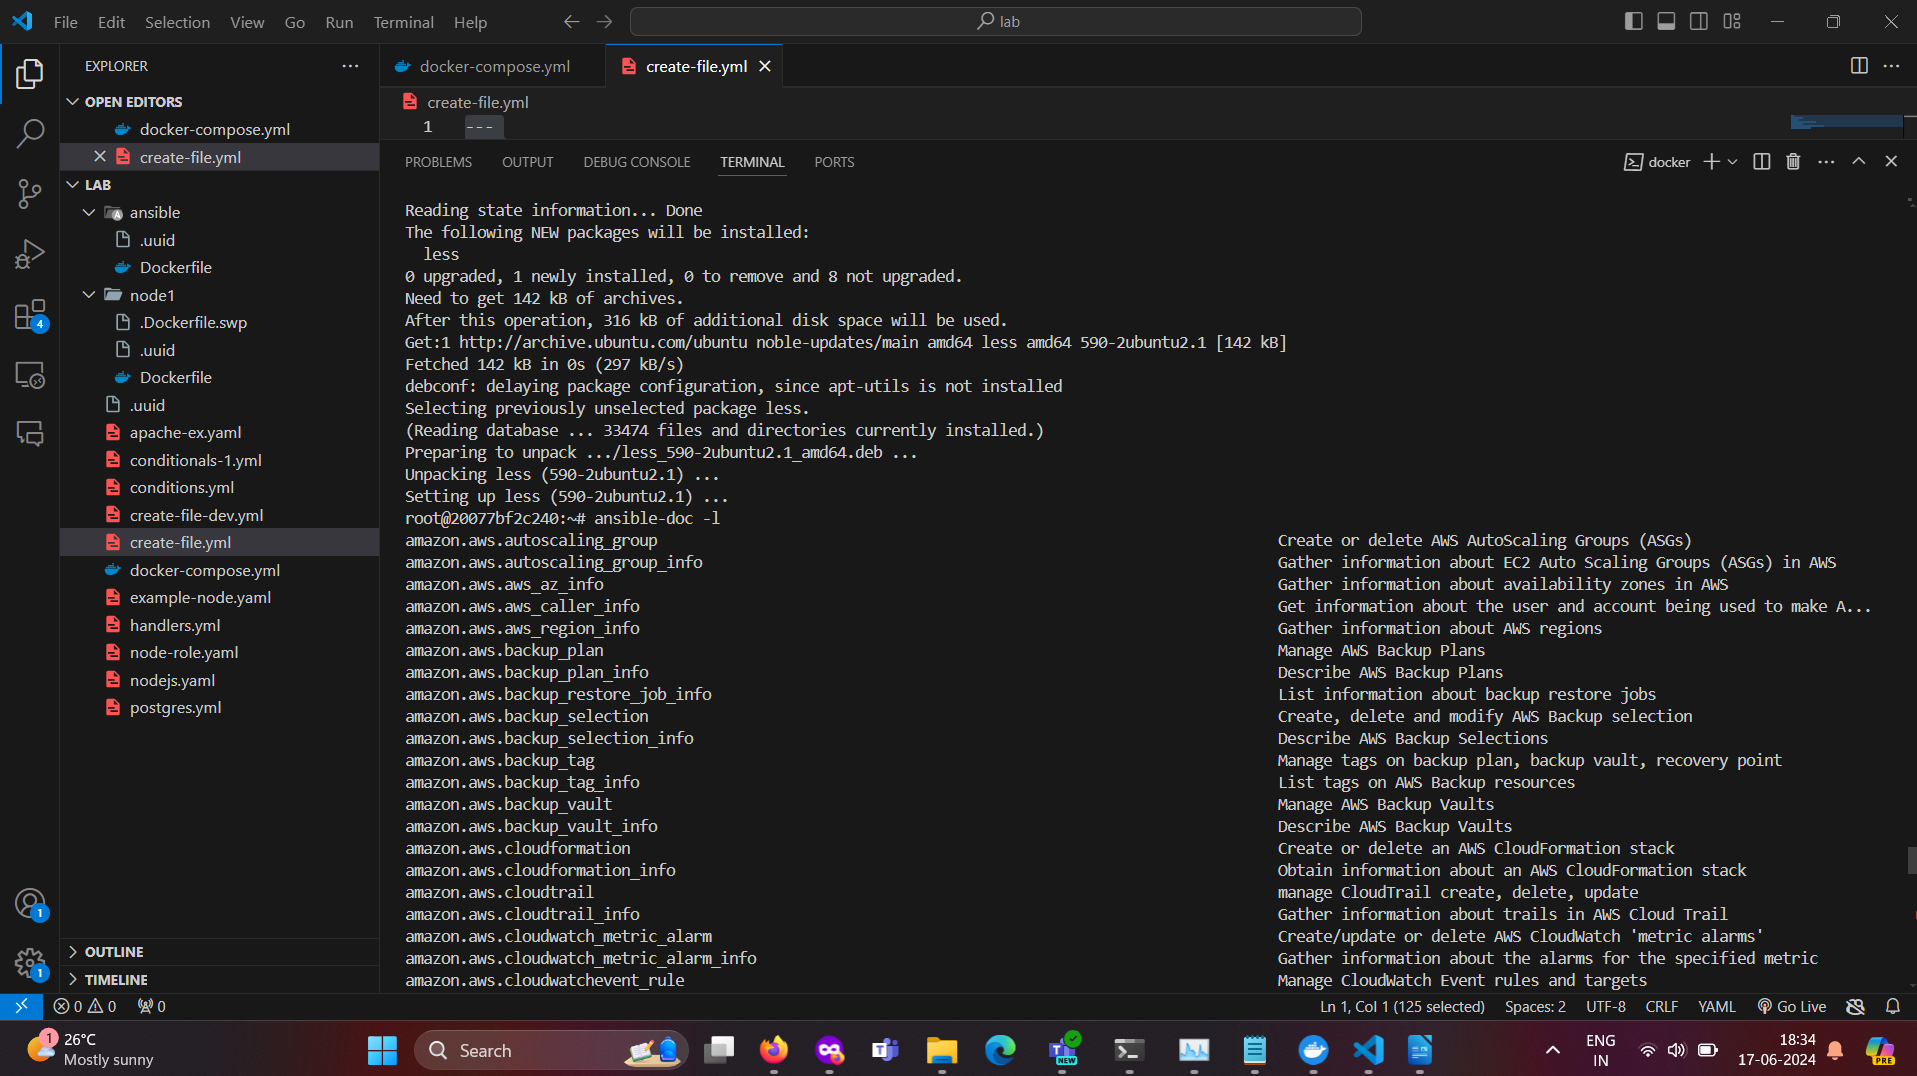 File Edit Selection View Go Run Terminal Help
lab
EXPLORER
OPEN EDITORS
docker-compose.yml
create-file.yml
LAB
ansible
.uuid
Dockerfile
node1
.Dockerfile.swp
.uuid
Dockerfile
.uuid
apache-ex.yaml
conditionals-1.yml
conditions.yml
create-file-dev.yml
create-file.yml
docker-compose.yml
example-node.yaml
handlers.yml
node-role.yaml
nodejs.yaml
postgres.yml
OUTLINE
TIMELINE
4
1
1
docker-compose.yml create-file.yml
create-file.yml
1 ---
PROBLEMS OUTPUT DEBUG CONSOLE TERMINAL PORTS docker
Reading state information... Done
The following NEW packages will be installed:
less
0 upgraded, 1 newly installed, 0 to remove and 8 not upgraded.
Need to get 142 kB of archives.
After this operation, 316 kB of additional disk space will be used.
Get:1 http://archive.ubuntu.com/ubuntu noble-updates/main amd64 less amd64 590-2ubuntu2.1 [142 kB]
Fetched 142 kB in 0s (297 kB/s)
debconf: delaying package configuration, since apt-utils is not installed
Selecting previously unselected package less.
(Reading database ... 33474 files and directories currently installed.)
Preparing to unpack .../less_590-2ubuntu2.1_amd64.deb ...
Unpacking less (590-2ubuntu2.1) ...
Setting up less (590-2ubuntu2.1) ...
root@20077bf2c240:~# ansible-doc -l
amazon.aws.autoscaling_group Create or delete AWS AutoScaling Groups (ASGs)
amazon.aws.autoscaling_group_info Gather information about EC2 Auto Scaling Groups (ASGs) in AWS
amazon.aws.aws_az_info Gather information about availability zones in AWS
amazon.aws.aws_caller_info Get information about the user and account being used to make A...
amazon.aws.aws_region_info Gather information about AWS regions
amazon.aws.backup_plan Manage AWS Backup Plans
amazon.aws.backup_plan_info Describe AWS Backup Plans
amazon.aws.backup_restore_job_info List information about backup restore jobs
amazon.aws.backup_selection Create, delete and modify AWS Backup selection
amazon.aws.backup_selection_info Describe AWS Backup Selections
amazon.aws.backup_tag Manage tags on backup plan, backup vault, recovery point
amazon.aws.backup_tag_info List tags on AWS Backup resources
amazon.aws.backup_vault Manage AWS Backup Vaults
amazon.aws.backup_vault_info Describe AWS Backup Vaults
amazon.aws.cloudformation Create or delete an AWS CloudFormation stack
amazon.aws.cloudformation_info Obtain information about an AWS CloudFormation stack
amazon.aws.cloudtrail manage CloudTrail create, delete, update
amazon.aws.cloudtrail_info Gather information about trails in AWS Cloud Trail
amazon.aws.cloudwatch_metric_alarm Create/update or delete AWS CloudWatch 'metric alarms'
amazon.aws.cloudwatch_metric_alarm_info Gather information about the alarms for the specified metric
amazon.aws.cloudwatchevent_rule Manage CloudWatch Event rules and targets
0 0 0 Ln 1, Col 1 (125 selected) Spaces: 2 UTF-8 CRLF YAML Go Live
1 26°C
Mostly sunny
Search
NEW
ENG
IN
18:34
17-06-2024
PRE